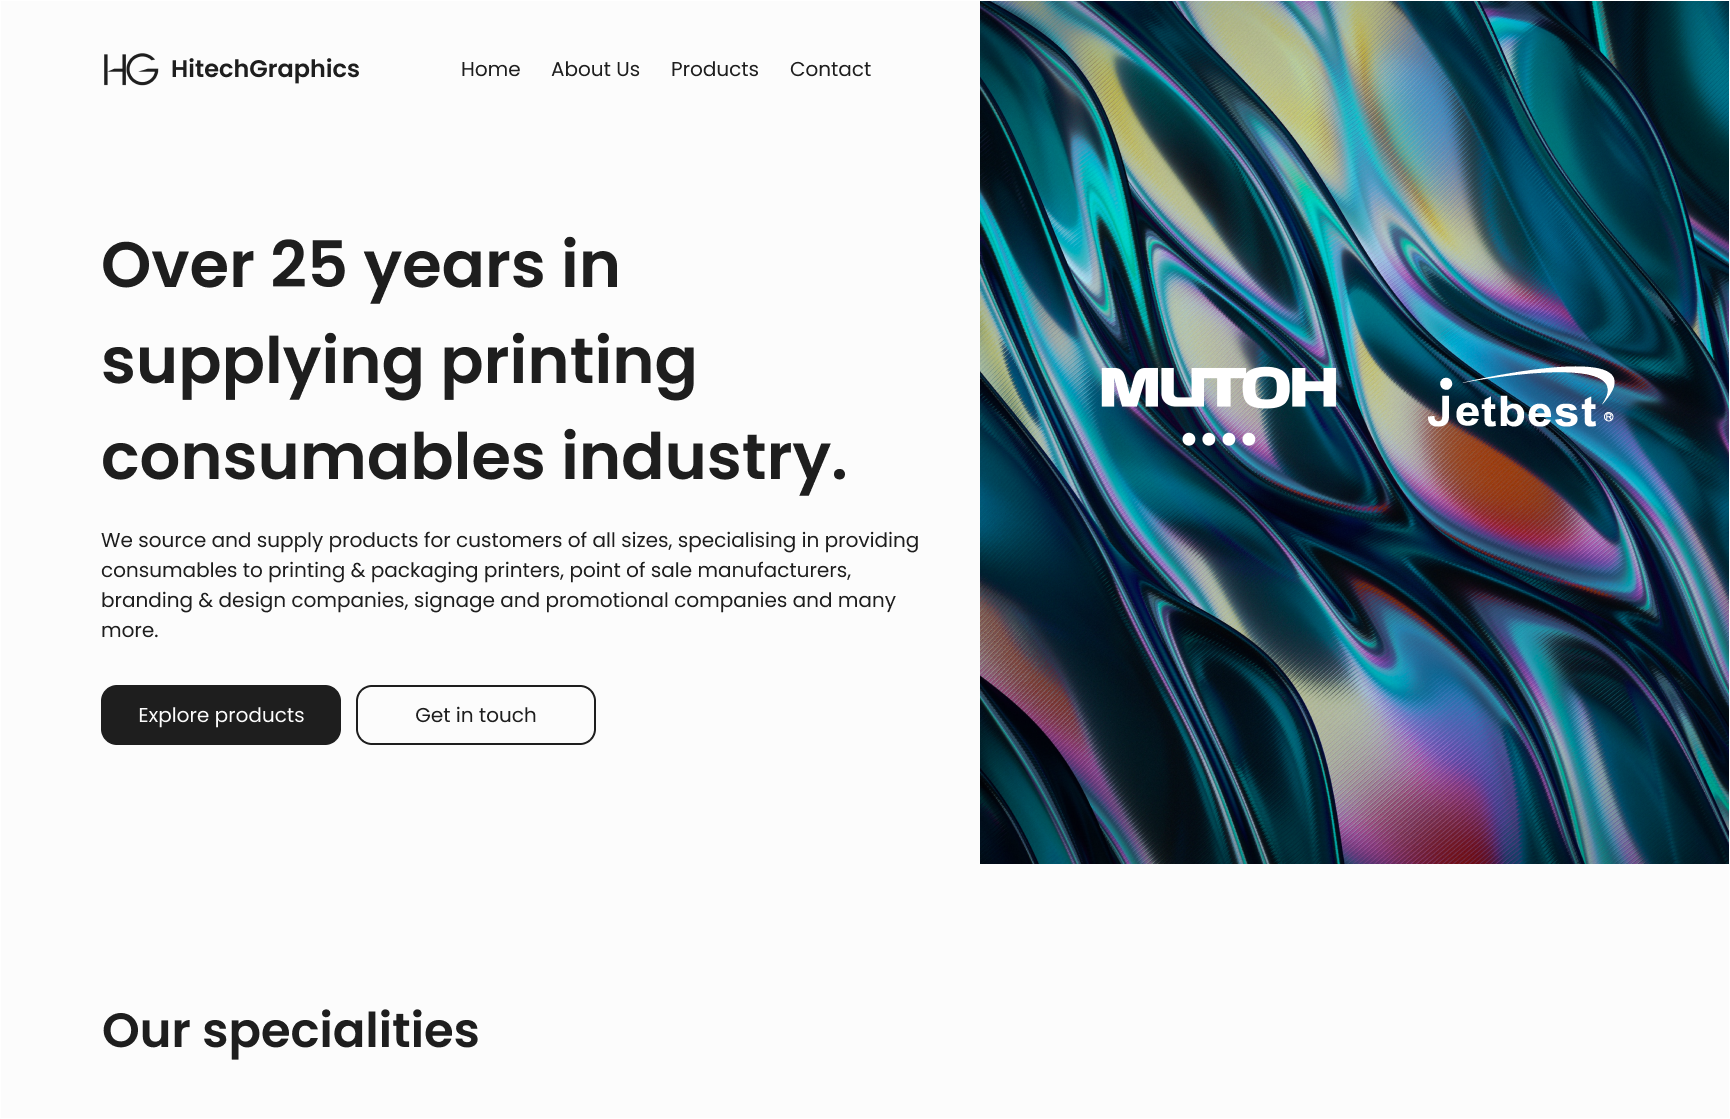 HG HitechGraphics
Home About Us Products Contact
Over 25 years in
supplying printing
consumables industry.
We source and supply products for customers of all sizes, specialising in providing
consumables to printing & packaging printers, point of sale manufacturers,
branding & design companies, signage and promotional companies and many
more.
Explore products Get in touch
MUTOH
Jetbest®
Our specialities